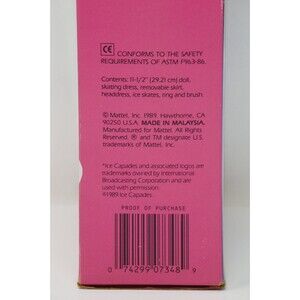 CE CONFORMS TO THE SAFETY
REQUIREMENTS OF ASTM F963-86.
Contents: 11-1/2" (29.21 cm) doll,
skating dress, removable skirt,
headdress, ice skates, ring and brush.
© Mattel, Inc. 1989. Hawthorne, CA
90250 U.S.A. MADE IN MALAYSIA.
Manufactured for Mattel. All Rights
Reserved. ® and TM designate U.S.
trademarks of Mattel, Inc.
*Ice Capades and associated logos are
trademarks owned by International
Broadcasting Corporation and are
used with permission.
©1989 Ice Capades
PROOF OF PURCHASE
0 74299 07348 9